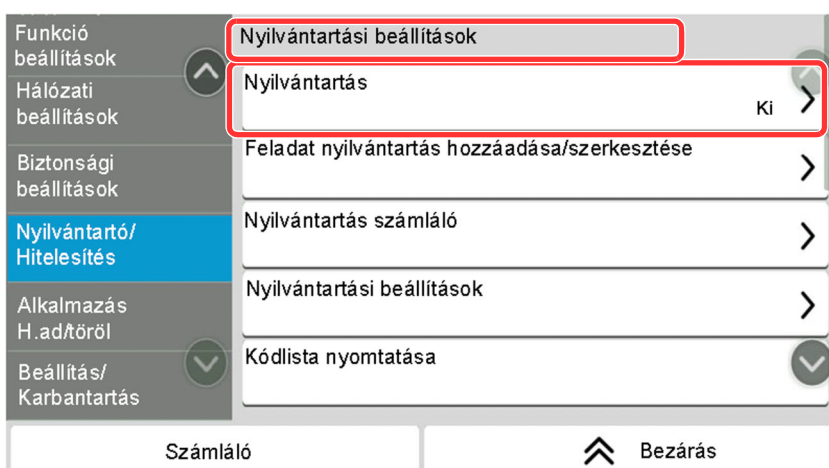 Funkció
beállítások
Hálózati
beállítások
Biztonsági
beállítások
Nyilvántartó/
Hitelesítés
Alkalmazás
H.ad/töröl
Beállítás/
Karbantartás
Nyilvántartási beállítások
Nyilvántartás
Ki
Feladat nyilvántartás hozzáadása/szerkesztése
Nyilvántartás számláló
Nyilvántartási beállítások
Kódlista nyomtatása
Számláló
Bezárás